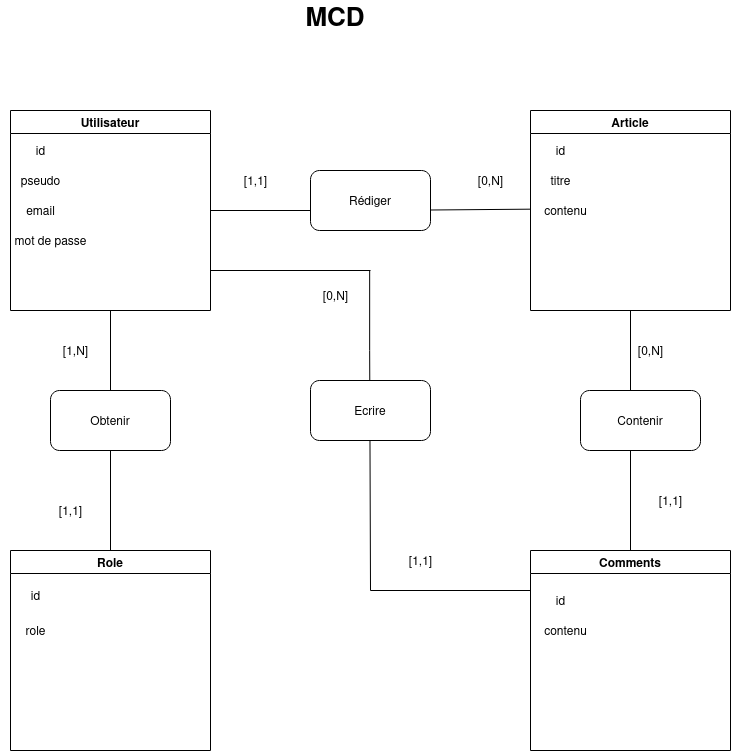 MCD
Utilisateur
id
pseudo
email
mot de passe
[1,1]
Rédiger
[0,N]
Article
id
titre
contenu
[0,N]
[1,N]
[0,N]
Obtenir
Ecrire
Contenir
[1,1]
[1,1]
[1,1]
Role
id
role
Comments
id
contenu